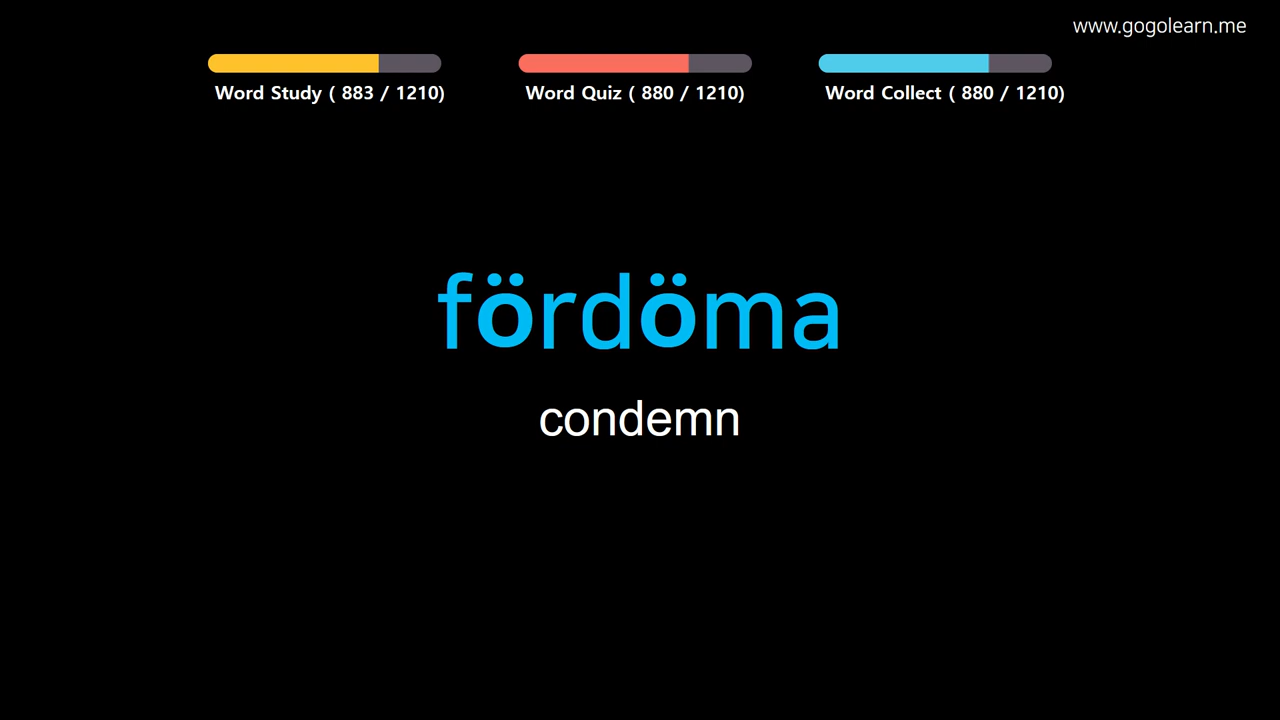 www.gogolearn.me
Word Study ( 883 / 1210)
Word Quiz ( 880 / 1210)
Word Collect ( 880 / 1210)
fördöma
condemn